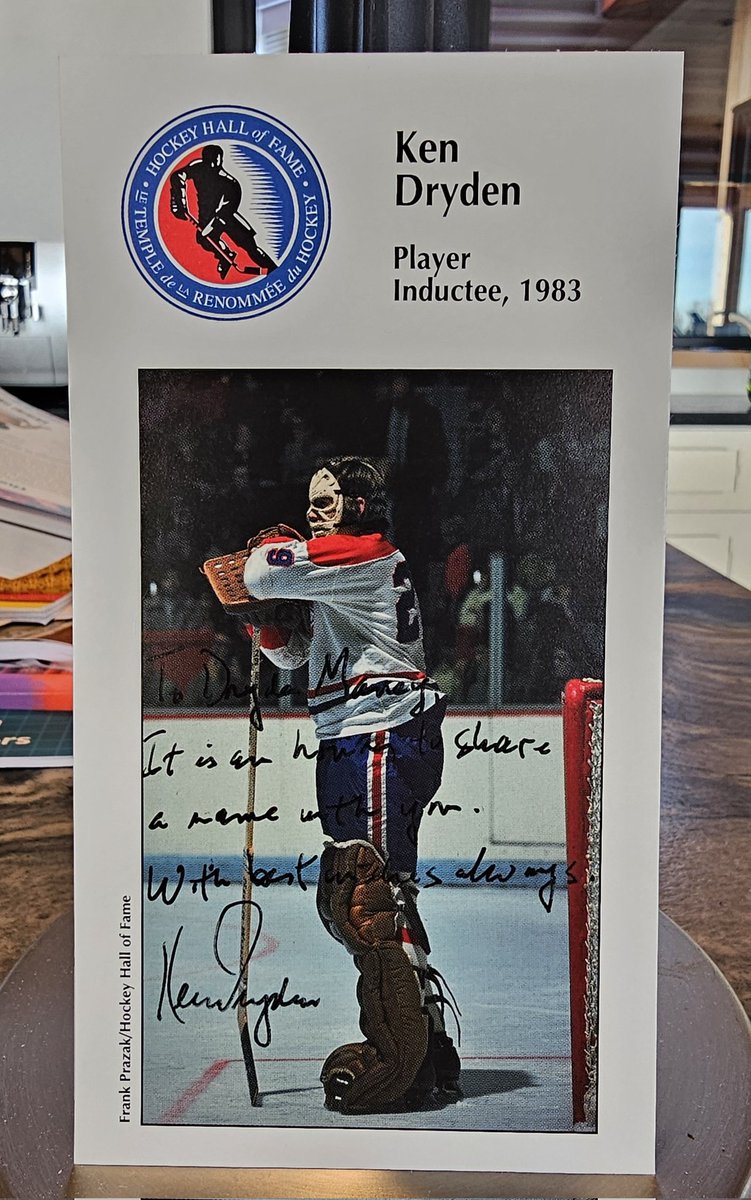 HOCKEY HALL of FAME
LE TEMPLE de LA RENOMMÉE du HOCKEY
Ken
Dryden
Player
Inductee, 1983
To Dryden
It is an honour to share
a name with you.
With best wishes always.
Ken Dryden
Frank Prazak/Hockey Hall of Fame